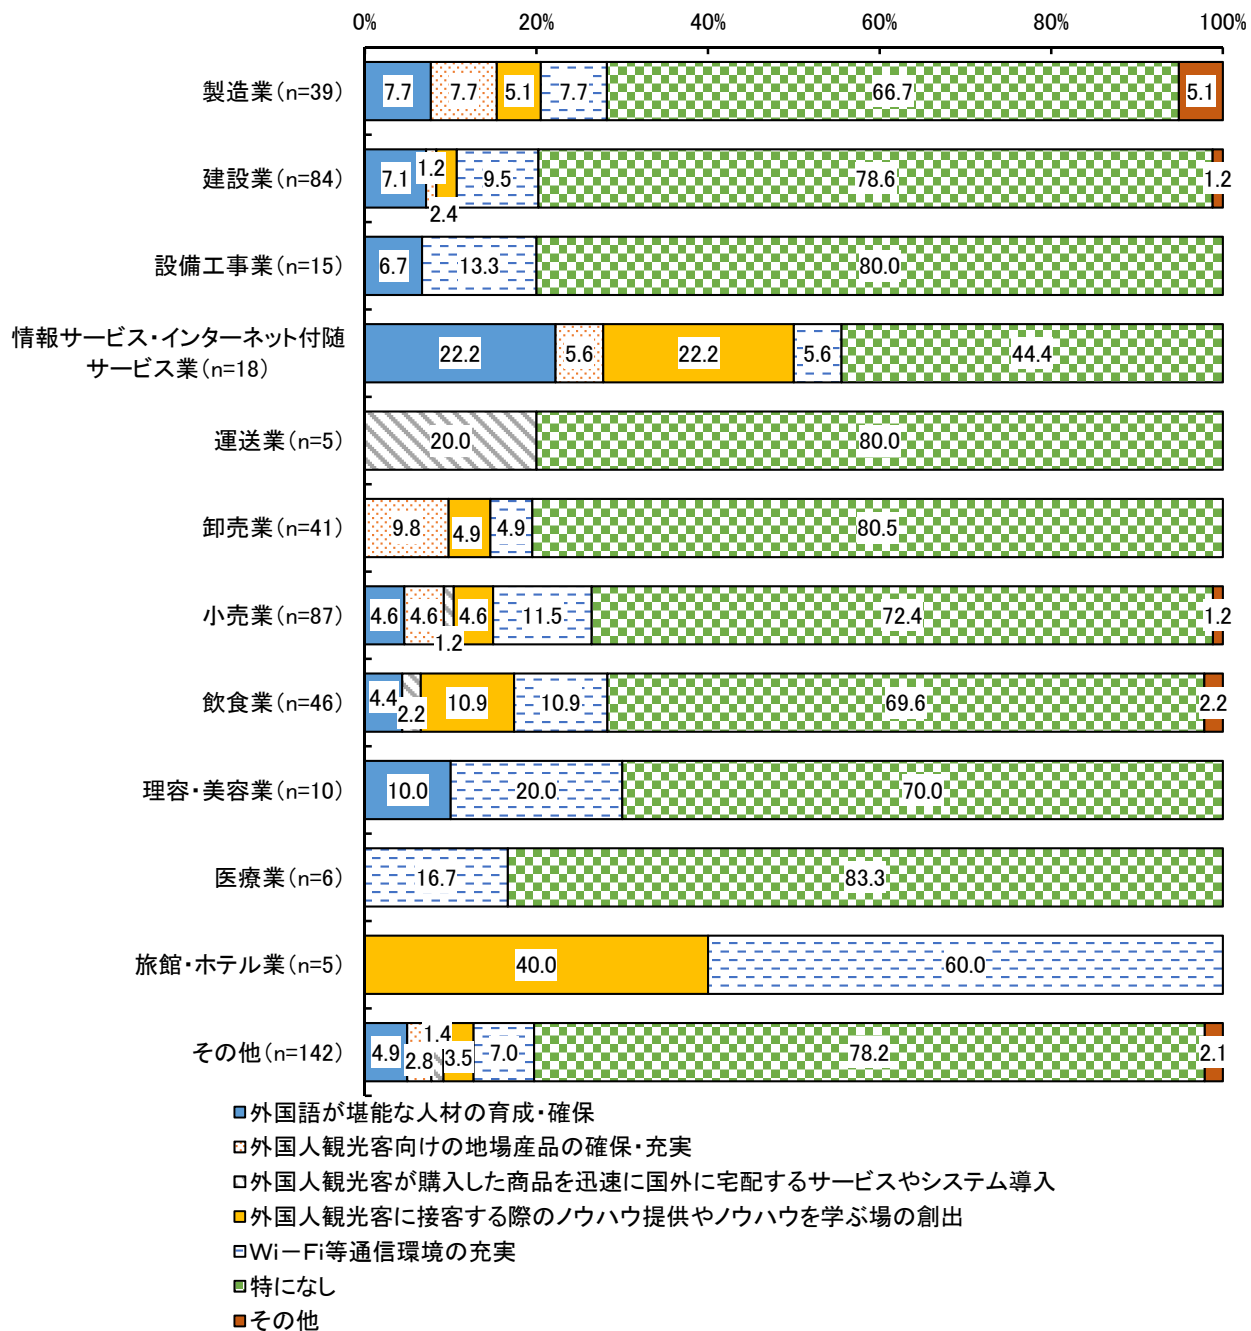 0% 20% 40% 60% 80% 100%
製造業(n=39) 7.7 7.7 5.1 7.7 66.7 5.1
建設業(n=84) 7.1 1.2 2.4 9.5 78.6 1.2
設備工事業(n=15) 6.7 13.3 80.0
情報サービス・インターネット付随
サービス業(n=18) 22.2 5.6 22.2 5.6 44.4
運送業(n=5) 20.0 80.0
卸売業(n=41) 9.8 4.9 4.9 80.5
小売業(n=87) 4.6 4.6 1.2 4.6 11.5 72.4 1.2
飲食業(n=46) 4.4 2.2 10.9 10.9 69.6 2.2
理容・美容業(n=10) 10.0 20.0 70.0
医療業(n=6) 16.7 83.3
旅館・ホテル業(n=5) 40.0 60.0
その他(n=142) 4.9 2.8 1.4 3.5 7.0 78.2 2.1
外国語が堪能な人材の育成・確保
外国人観光客向けの地場産品の確保・充実
外国人観光客が購入した商品を迅速に国外に宅配するサービスやシステム導入
外国人観光客に接客する際のノウハウ提供やノウハウを学ぶ場の創出
Wi-Fi等通信環境の充実
特になし
その他